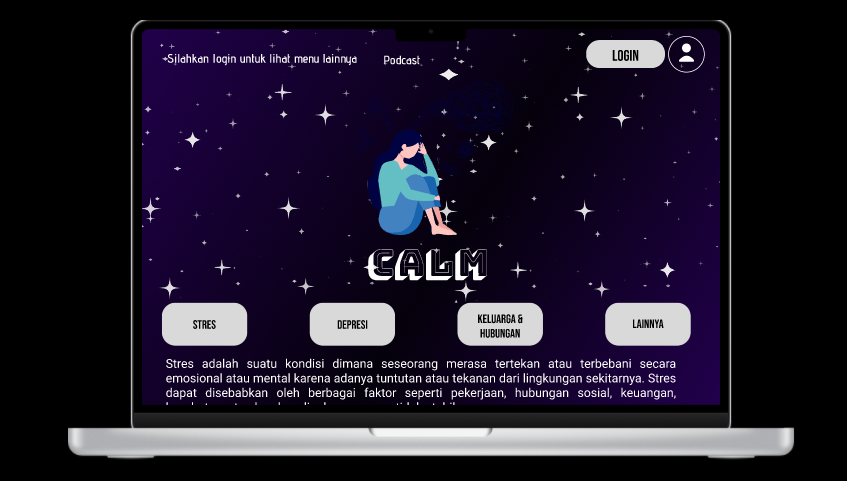 Silahkan login untuk lihat menu lainnya
Podcast
LOGIN
CALM
STRES
DEPRESI
KELUARGA &
HUBUNGAN
LAINNYA
Stres adalah suatu kondisi dimana seseorang merasa tertekan atau terbebani secara
emosional atau mental karena adanya tuntutan atau tekanan dari lingkungan sekitarnya. Stres
dapat disebabkan oleh berbagai faktor seperti pekerjaan, hubungan sosial, keuangan,